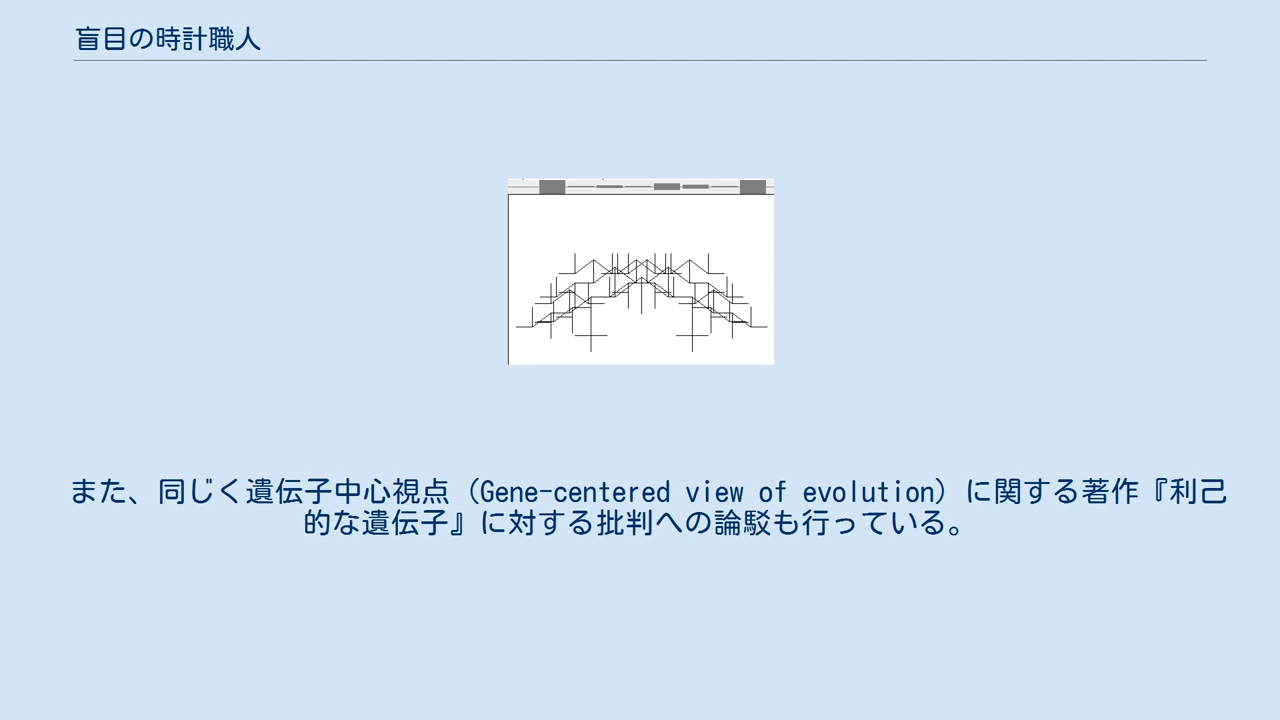 盲目の時計職人
また、同じく遺伝子中心視点（Gene-centered view of evolution）に関する著作『利己
的な遺伝子』に対する批判への論駁も行っている。